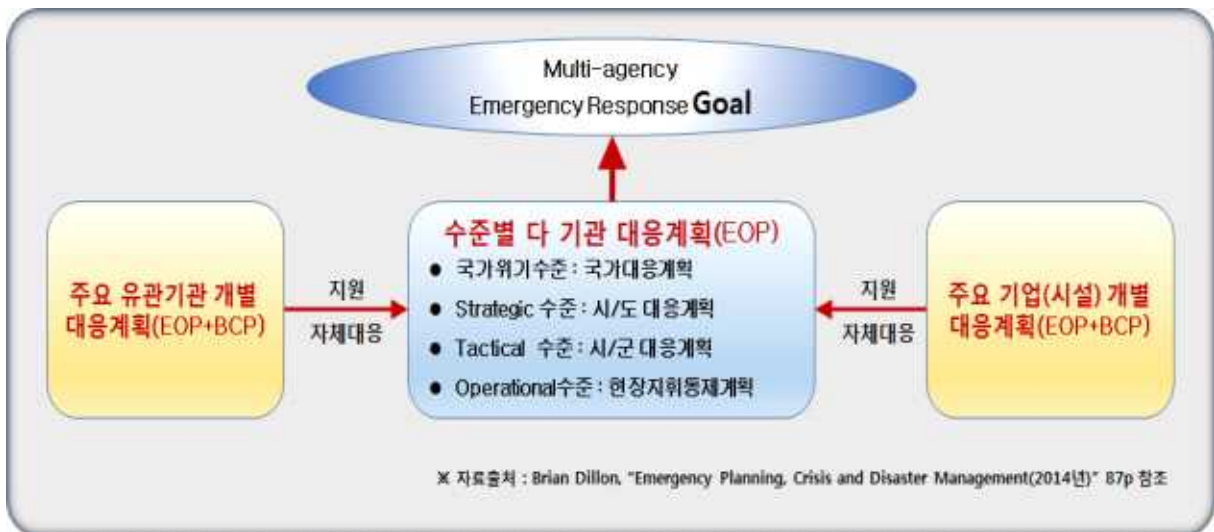 Multi-agency
Emergency Response Goal
주요 유관기관 개별
대응계획(EOP+BCP)
지원
자체대응
수준별 다 기관 대응계획(EOP)
● 국가위기수준 : 국가대응계획
● Strategic 수준 : 시/도 대응계획
● Tactical 수준 : 시/군 대응계획
● Operational수준 : 현장지휘통제계획
지원
자체대응
주요 기업(시설) 개별
대응계획(EOP+BCP)
※ 자료출처 : Brian Dillon, "Emergency Planning, Crisis and Disaster Management(2014년)" 87p 참조